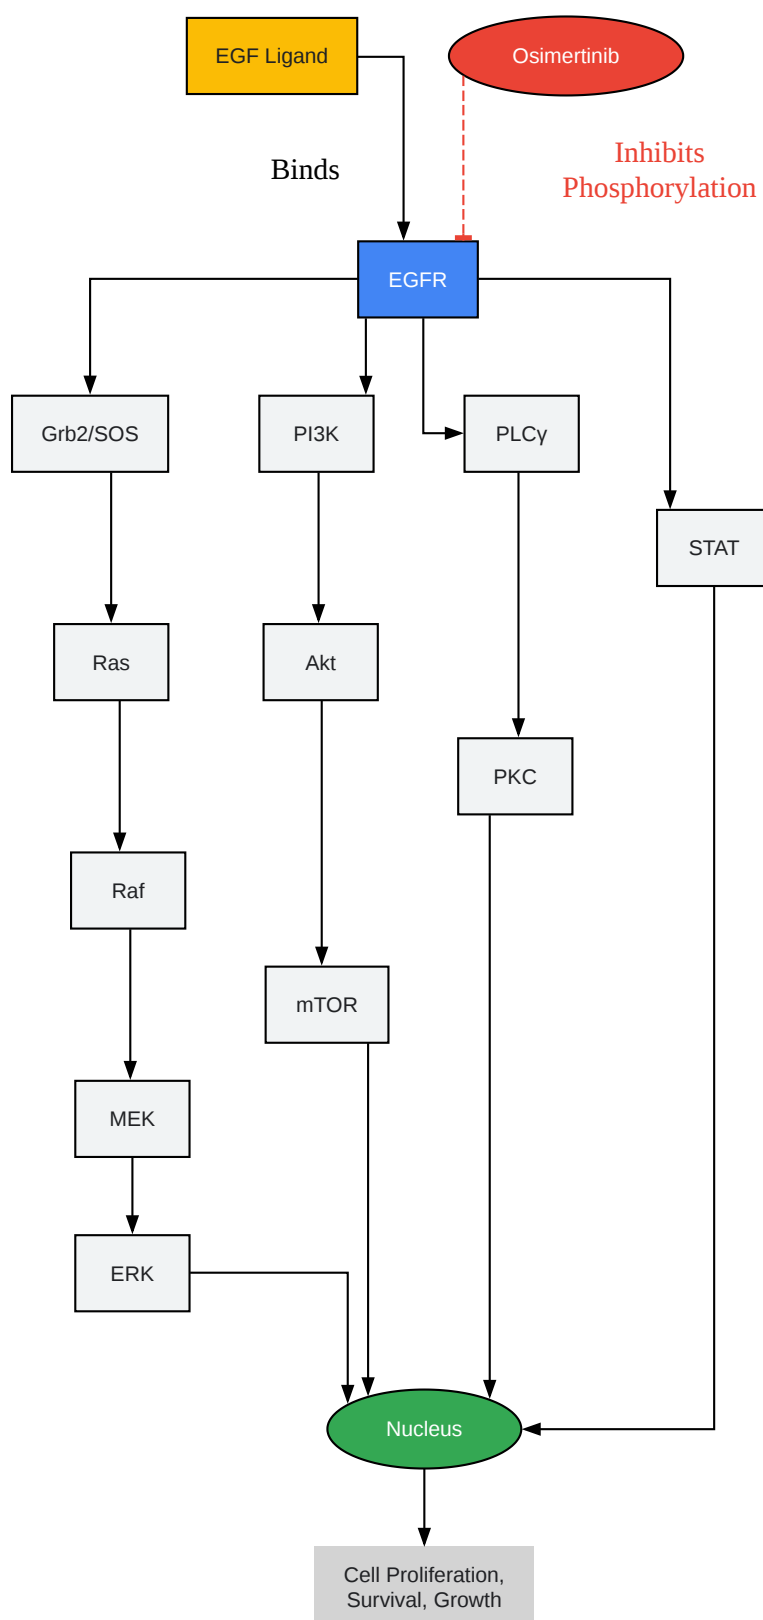 EGF Ligand
Osimertinib
Binds
Inhibits
Phosphorylation
EGFR
Grb2/SOS
PI3K
PLCγ
STAT
Ras
Akt
PKC
Raf
mTOR
MEK
ERK
Nucleus
Cell Proliferation,
Survival, Growth